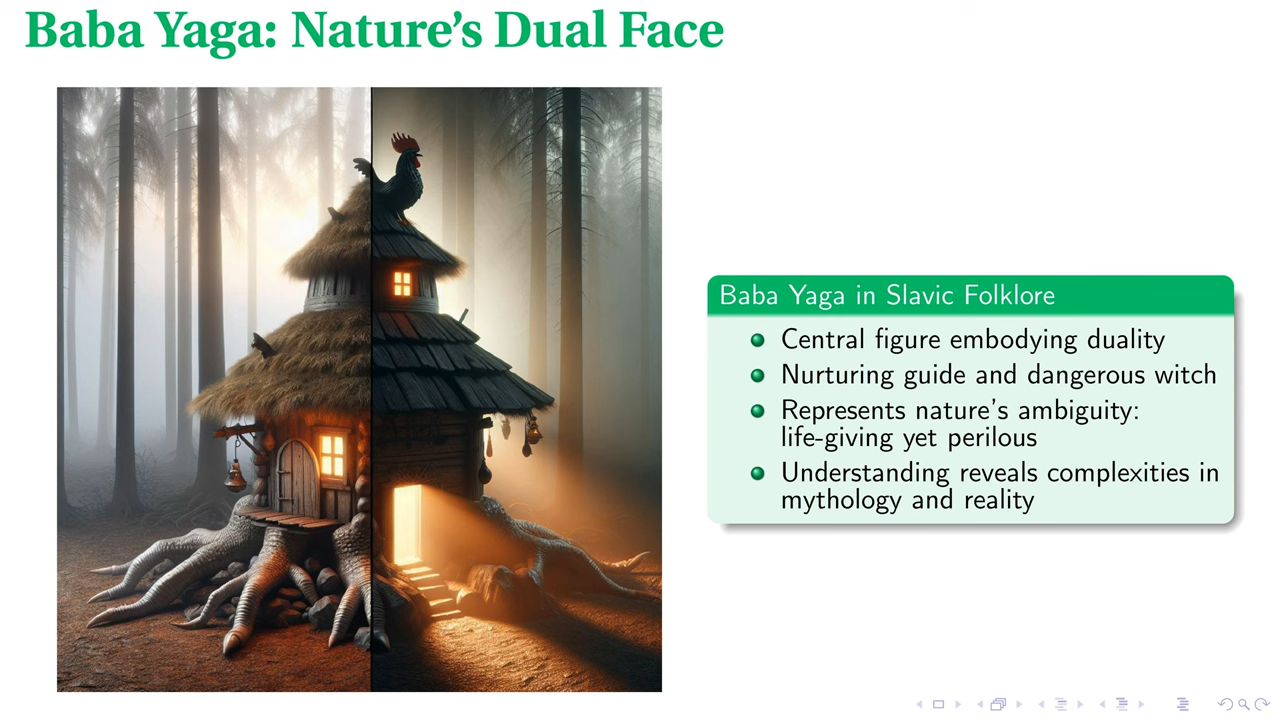 Baba Yaga: Nature's Dual Face
Baba Yaga in Slavic Folklore
Central figure embodying duality
Nurturing guide and dangerous witch
Represents nature's ambiguity:
life-giving yet perilous
Understanding reveals complexities in
mythology and reality